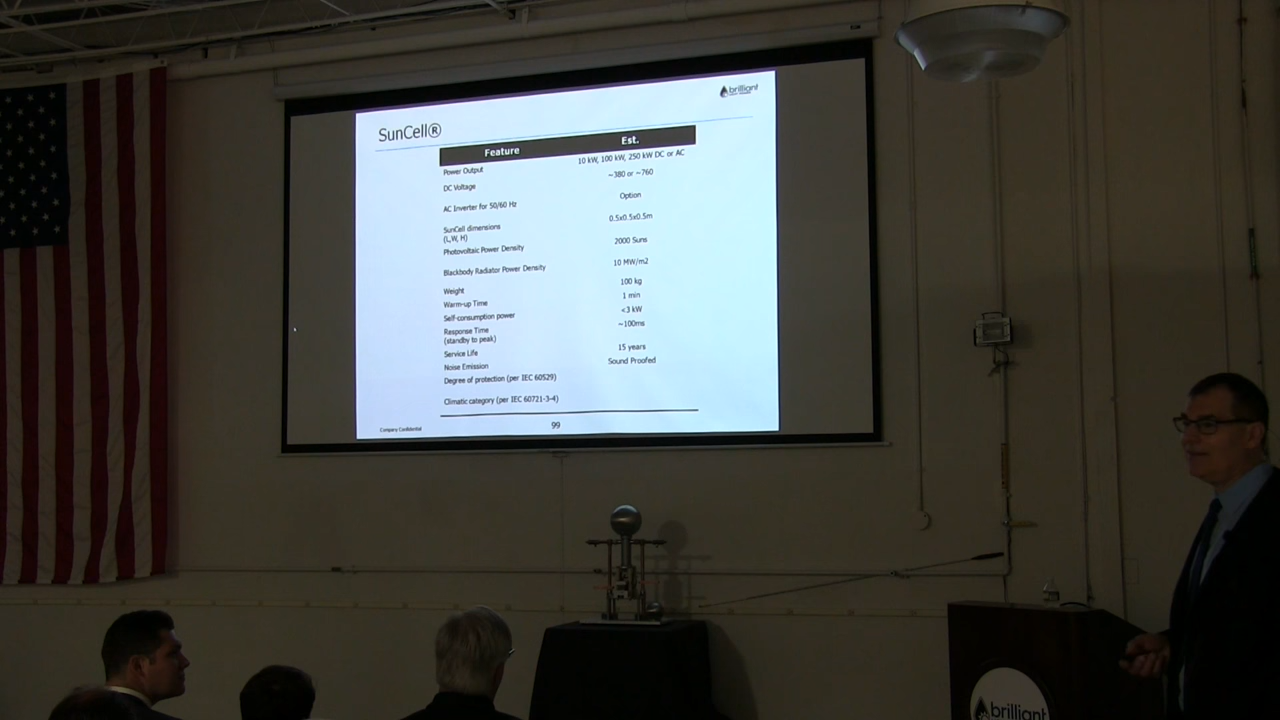 brilliant
SunCell®
Feature Est.
Power Output 10 kW, 100 kW, 250 kW DC or AC
DC Voltage ~380 or ~760
AC Inverter for 50/60 Hz Option
SunCell dimensions 0.5x0.5x0.5m
(L,W, H)
Photovoltaic Power Density 2000 Suns
Blackbody Radiator Power Density 10 MW/m2
Weight 100 kg
Warm-up Time 1 min
Self-consumption power <3 kW
Response Time ~100ms
(standby to peak)
Service Life 15 years
Noise Emission Sound Proofed
Degree of protection (per IEC 60529)
Climatic category (per IEC 60721-3-4)
Company Confidential 99
brilliant